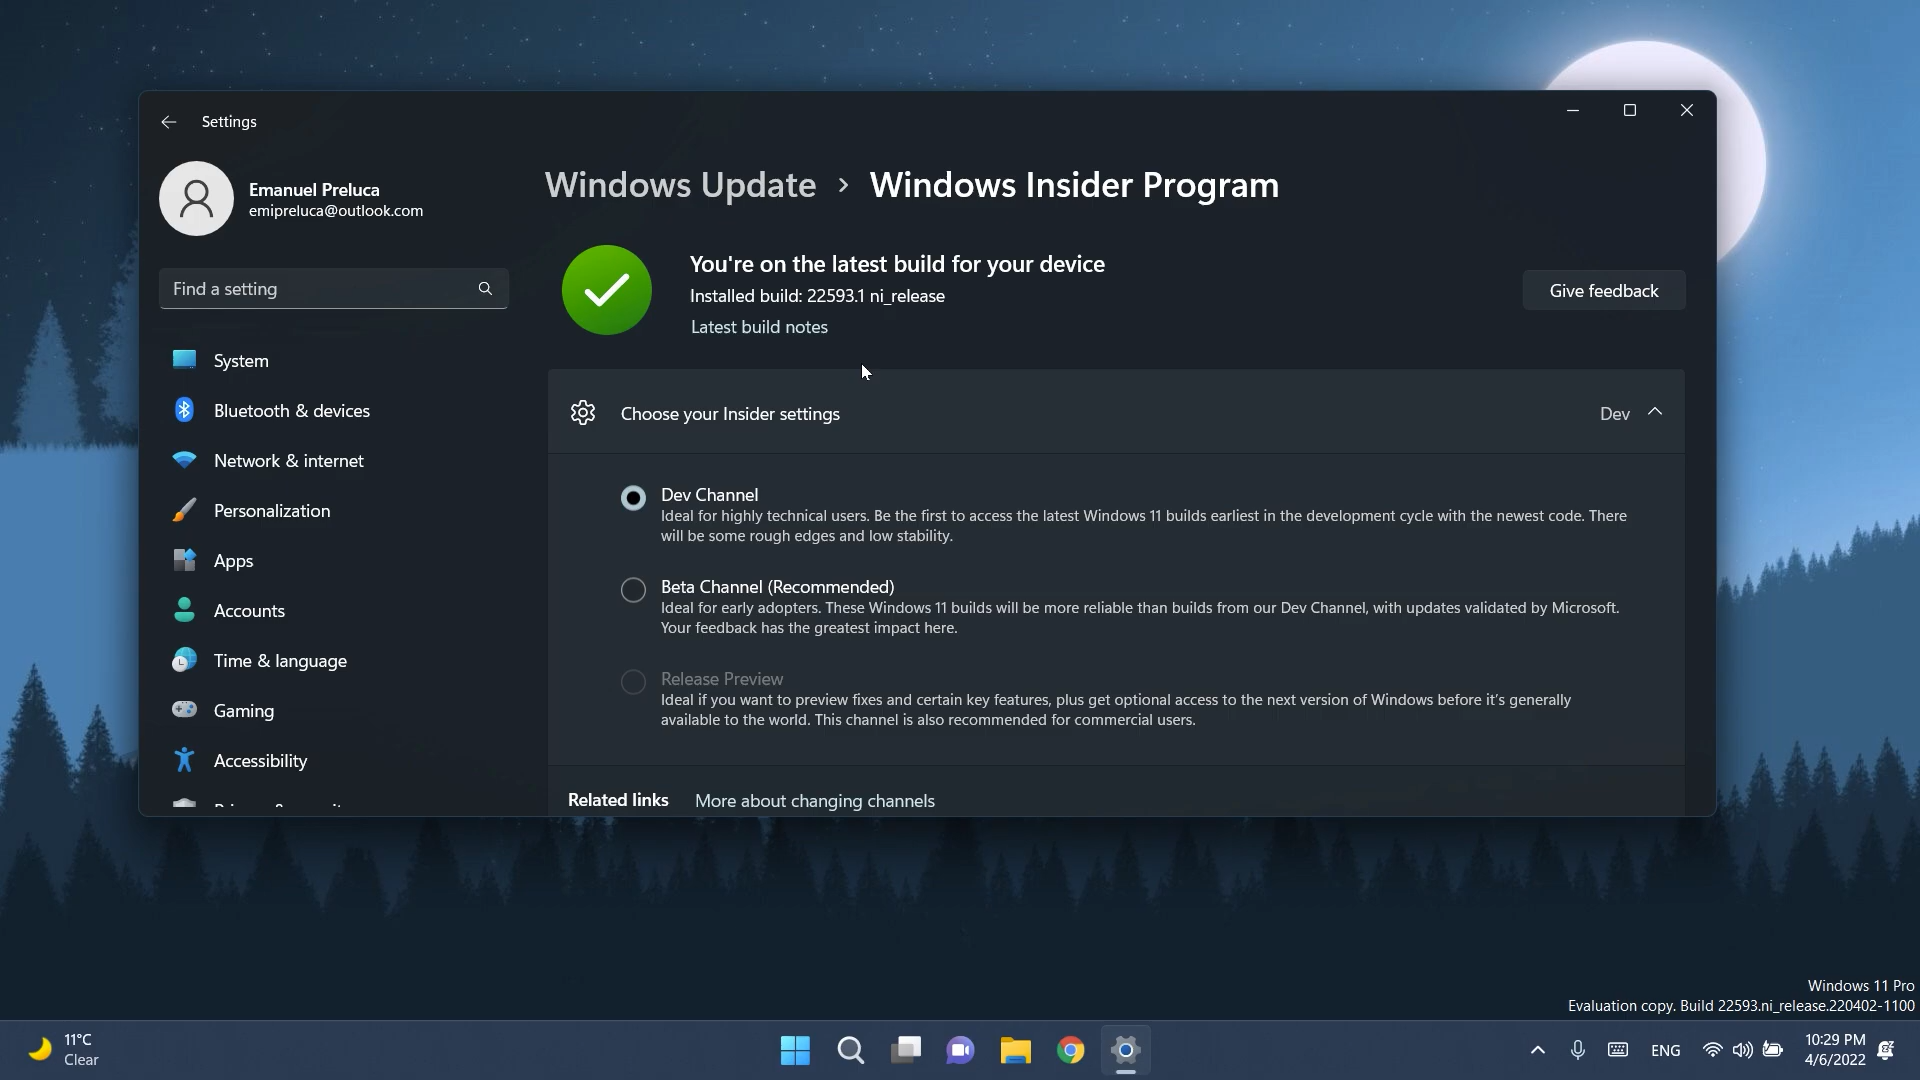 Settings
Emanuel Preluca
emipreluca@outlook.com
Find a setting
System
Bluetooth & devices
Network & internet
Personalization
Apps
Accounts
Time & language
Gaming
Accessibility
Windows Update > Windows Insider Program
You're on the latest build for your device
Installed build: 22593.1 ni_release
Latest build notes
Give feedback
Choose your Insider settings
Dev
Dev Channel
Ideal for highly technical users. Be the first to access the latest Windows 11 builds earliest in the development cycle with the newest code. There
will be some rough edges and low stability.
Beta Channel (Recommended)
Ideal for early adopters. These Windows 11 builds will be more reliable than builds from our Dev Channel, with updates validated by Microsoft.
Your feedback has the greatest impact here.
Release Preview
Ideal if you want to preview fixes and certain key features, plus get optional access to the next version of Windows before it's generally
available to the world. This channel is also recommended for commercial users.
Related links More about changing channels
Windows 11 Pro
Evaluation copy. Build 22593.ni_release.220402-1100
11°C
Clear
ENG
10:29 PM
4/6/2022